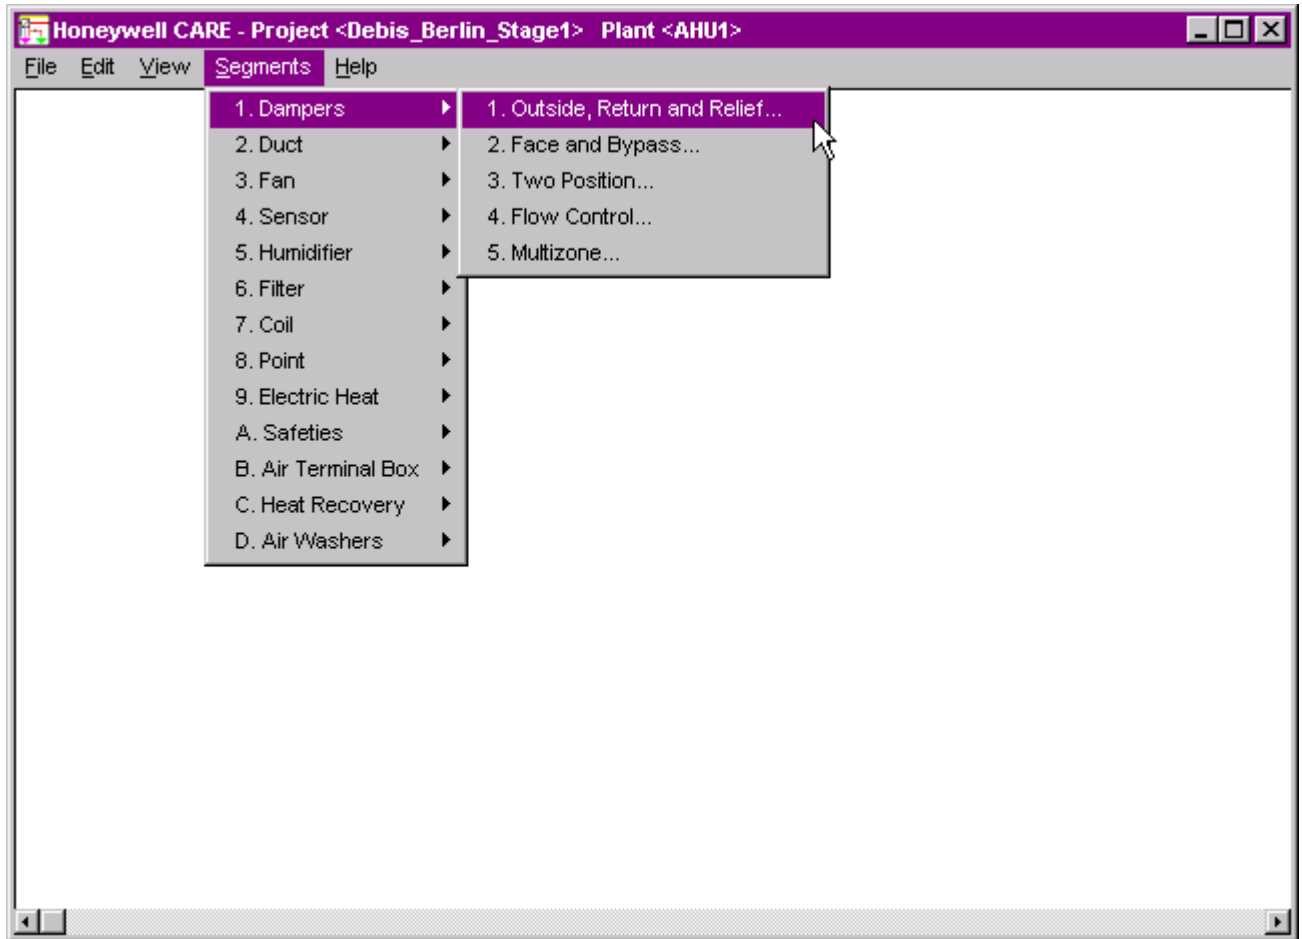 Honeywell CARE - Project <Debis_Berlin_Stage1> Plant <AHU1>
File Edit View Segments Help
1. Dampers
2. Duct
3. Fan
4. Sensor
5. Humidifier
6. Filter
7. Coil
8. Point
9. Electric Heat
A. Safeties
B. Air Terminal Box
C. Heat Recovery
D. Air Washers
1. Outside, Return and Relief...
2. Face and Bypass...
3. Two Position...
4. Flow Control...
5. Multizone...